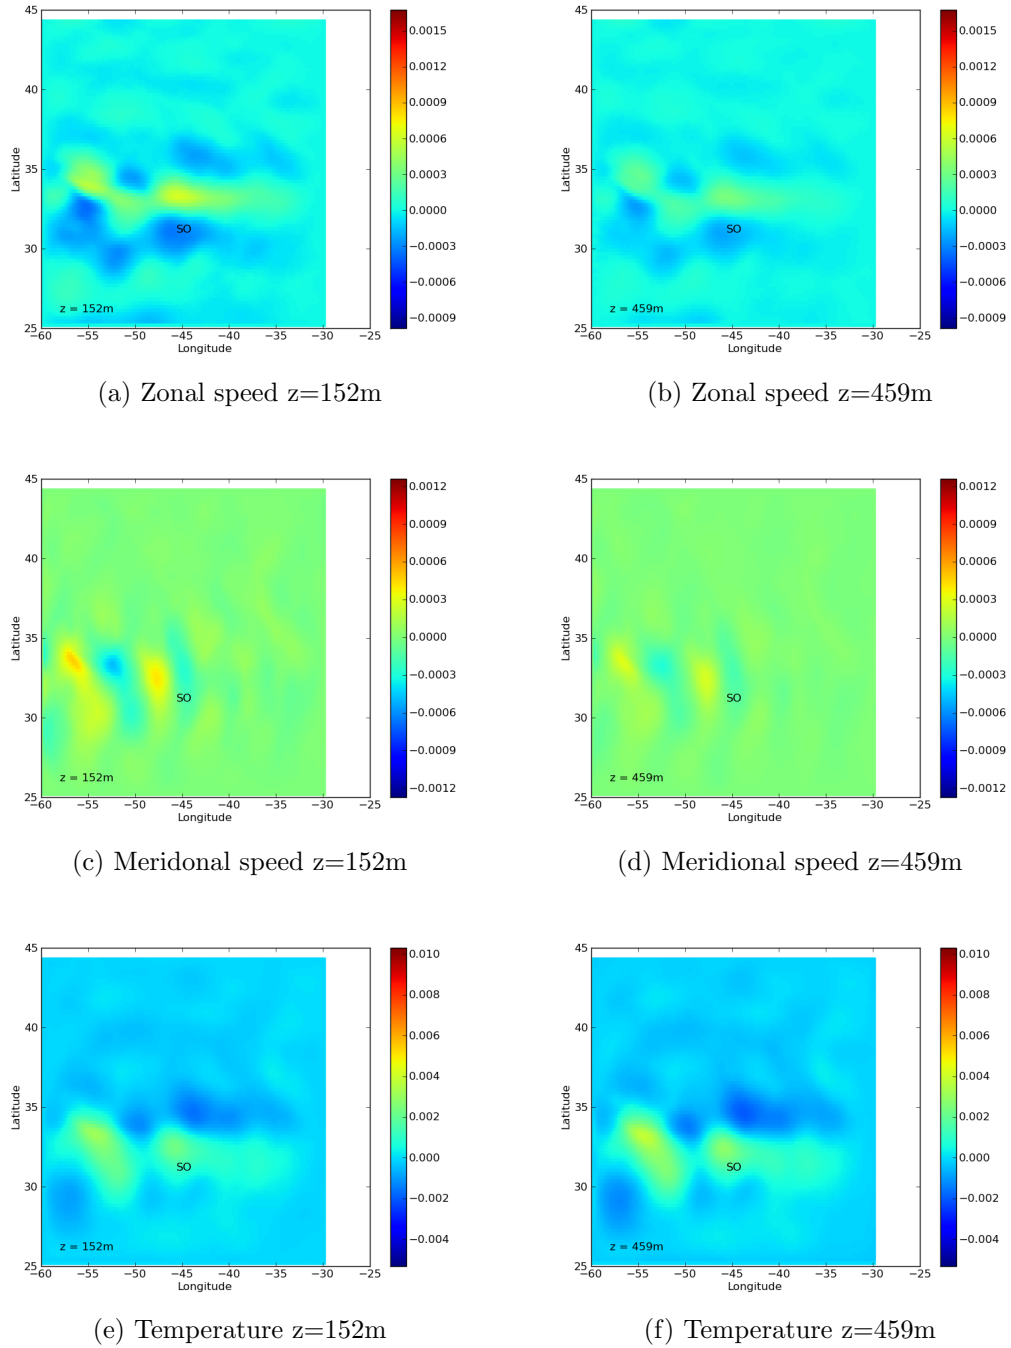 45
40
35
30
25
Latitude
−60 −55 −50 −45 −40 −35 −30 −25
Longitude
SO
z = 152m
0.0015
0.0012
0.0009
0.0006
0.0003
0.0000
−0.0003
−0.0006
−0.0009
(a) Zonal speed z=152m
45
40
35
30
25
Latitude
−60 −55 −50 −45 −40 −35 −30 −25
Longitude
SO
z = 459m
0.0015
0.0012
0.0009
0.0006
0.0003
0.0000
−0.0003
−0.0006
−0.0009
(b) Zonal speed z=459m
45
40
35
30
25
Latitude
−60 −55 −50 −45 −40 −35 −30 −25
Longitude
SO
z = 152m
0.0012
0.0009
0.0006
0.0003
0.0000
−0.0003
−0.0006
−0.0009
−0.0012
(c) Meridonal speed z=152m
45
40
35
30
25
Latitude
−60 −55 −50 −45 −40 −35 −30 −25
Longitude
SO
z = 459m
0.0012
0.0009
0.0006
0.0003
0.0000
−0.0003
−0.0006
−0.0009
−0.0012
(d) Meridional speed z=459m
45
40
35
30
25
Latitude
−60 −55 −50 −45 −40 −35 −30 −25
Longitude
SO
z = 152m
0.010
0.008
0.006
0.004
0.002
0.000
−0.002
−0.004
(e) Temperature z=152m
45
40
35
30
25
Latitude
−60 −55 −50 −45 −40 −35 −30 −25
Longitude
SO
z = 459m
0.010
0.008
0.006
0.004
0.002
0.000
−0.002
−0.004
(f) Temperature z=459m